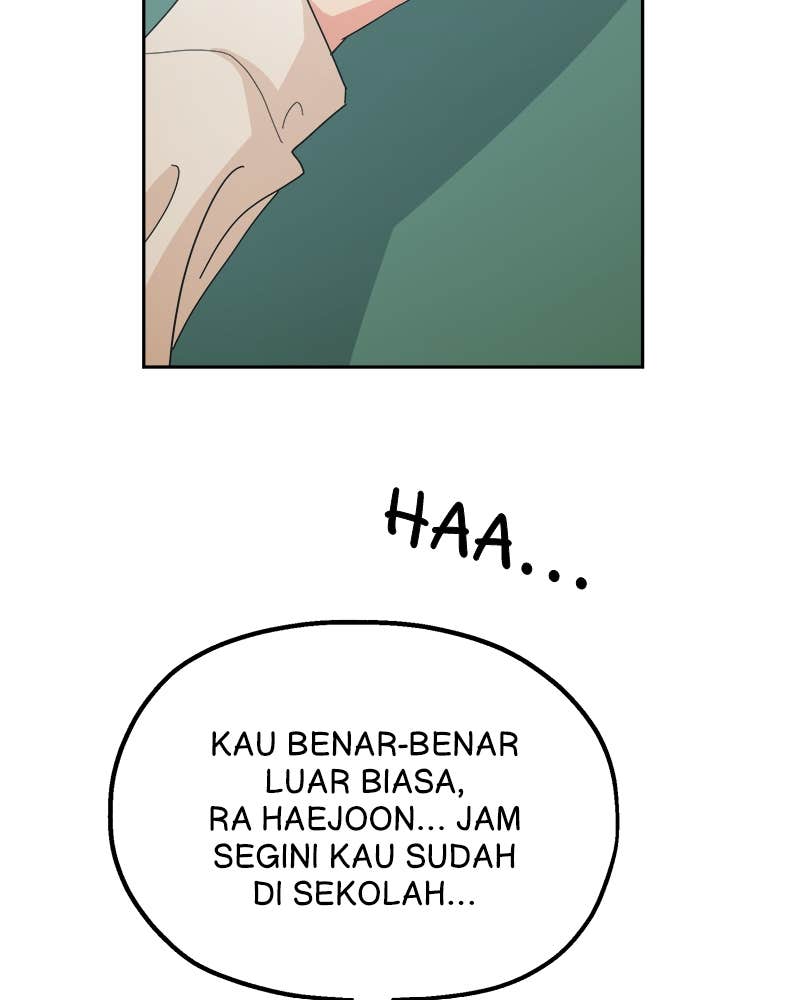 HAA...
KAU BENAR-BENAR
LUAR BIASA,
RA HAEJOON... JAM
SEGINI KAU SUDAH
DI SEKOLAH...